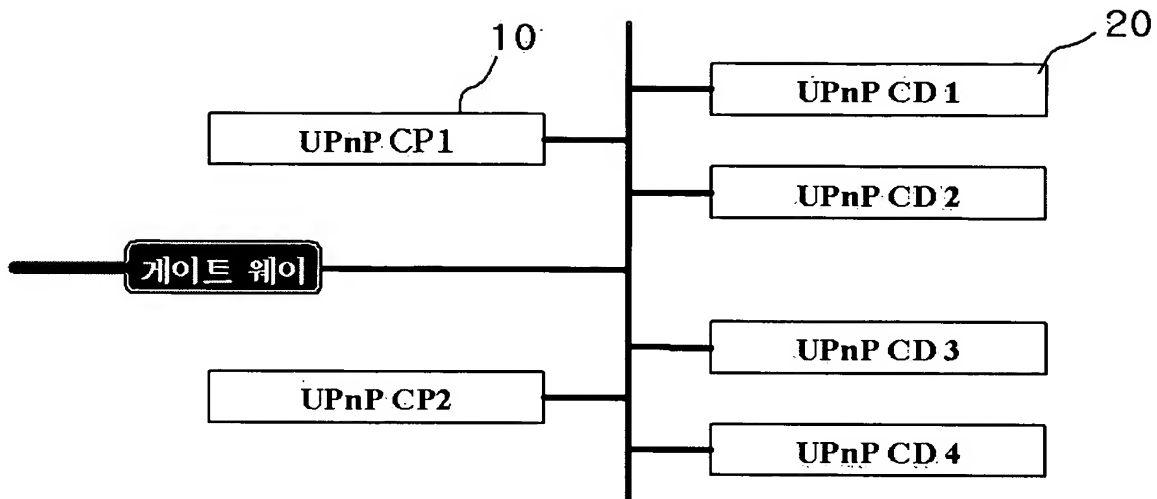 10
20
UPnP CD 1
UPnP CP1
UPnP CD 2
게이트 웨이
UPnP CD 3
UPnP CP2
UPnP CD 4